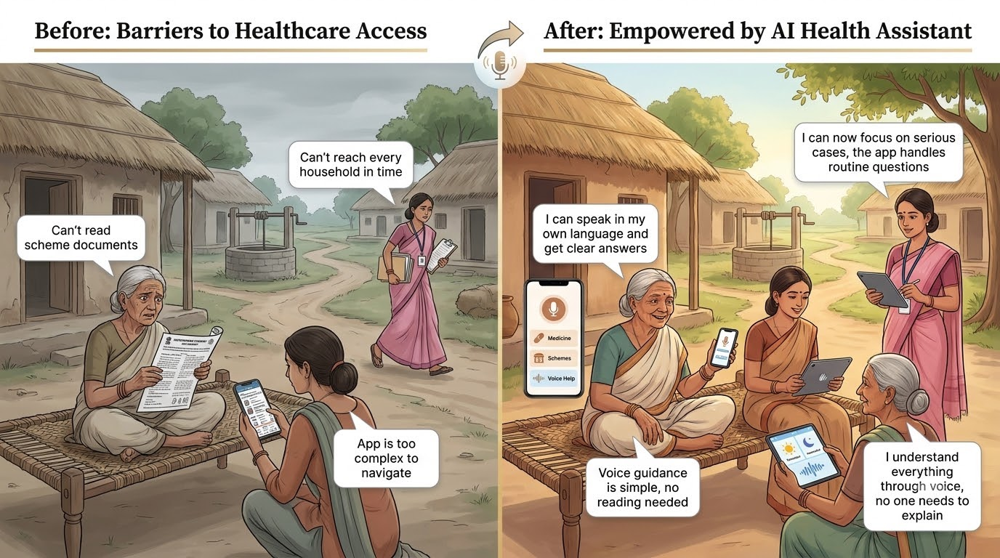 Before: Barriers to Healthcare Access
After: Empowered by AI Health Assistant
Can't reach every
household in time
Can't read
scheme documents
App is too
complex to
navigate
I can now focus on serious
cases, the app handles
routine questions
I can speak in my
own language and
get clear answers
Medicine
Schemes
Voice Help
Voice guidance
is simple, no
reading needed
I understand
everything
through voice,
no one needs to
explain